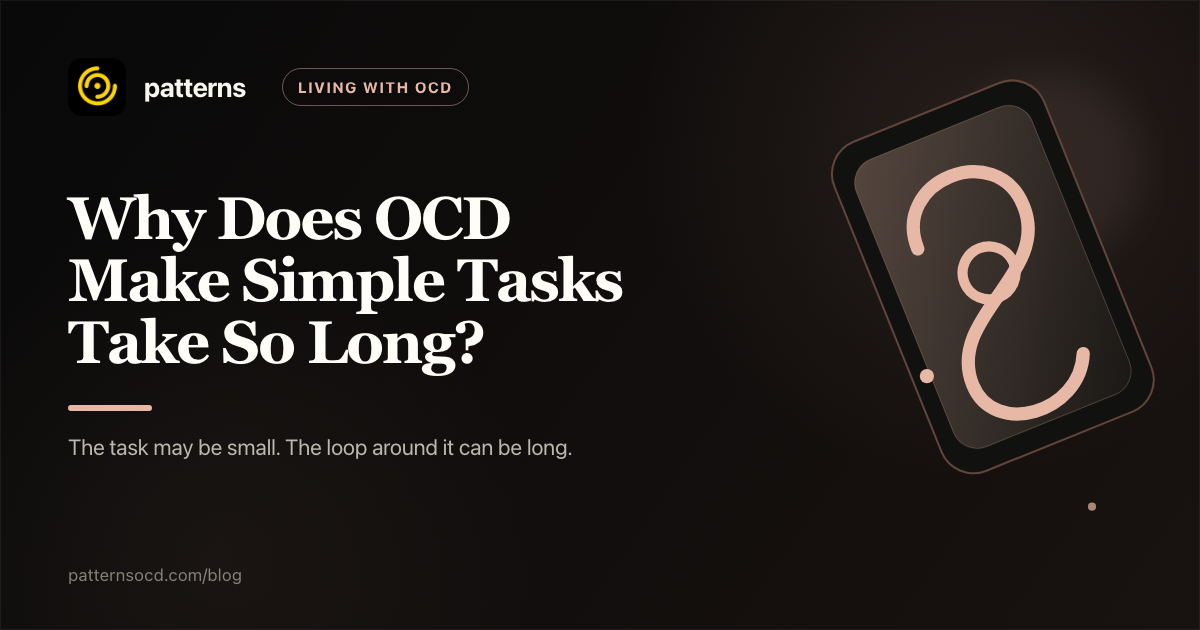 patterns
LIVING WITH OCD
Why Does OCD
Make Simple Tasks
Take So Long?
The task may be small. The loop around it can be long.
patternsocd.com/blog